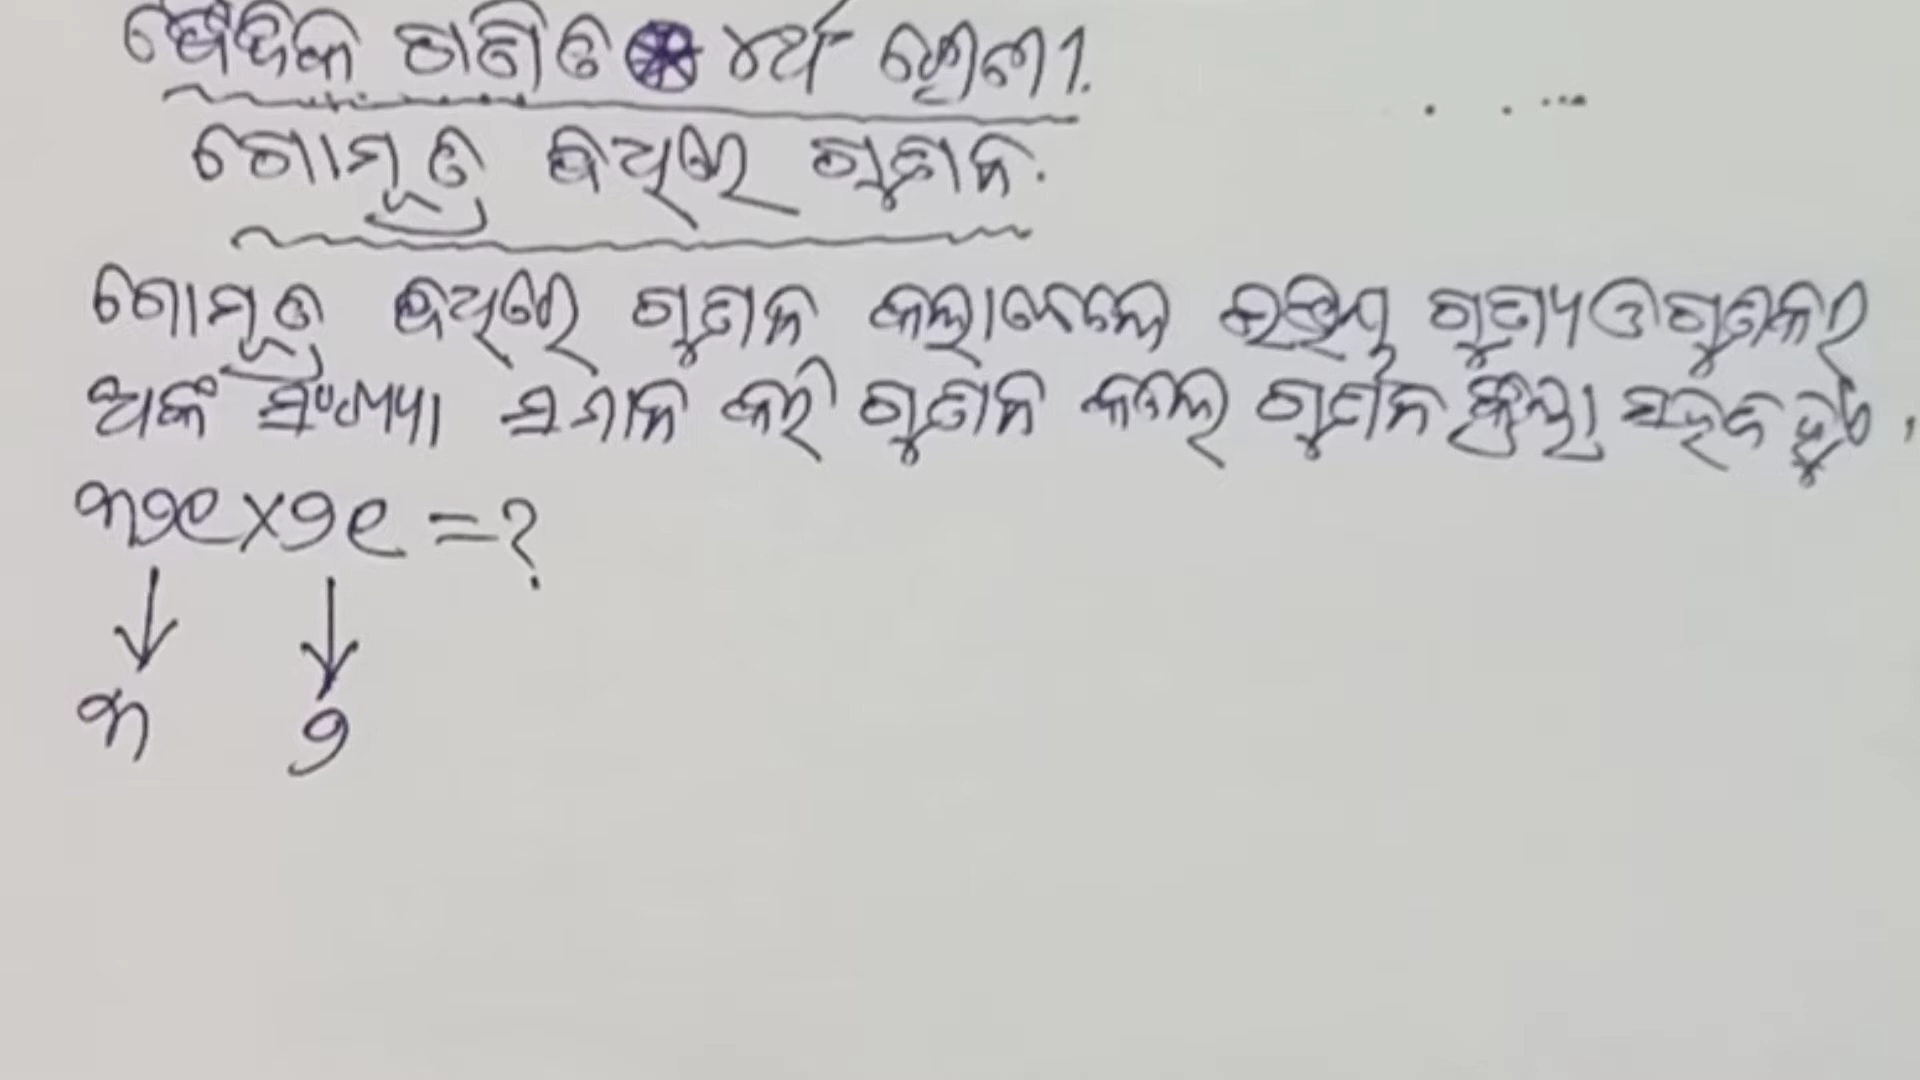 ବୈଦିକ ଗଣିତ ୪ର୍ଥ ଶ୍ରେଣୀ.
ଗୋମୂତ୍ର ବିଧିରେ ଗୁଣନ.
ଗୋମୂତ୍ର ବିଧିରେ ଗୁଣନ କଲାବେଳେ ଉଭୟ ଗୁଣ୍ୟ ଓ ଗୁଣକର
ଅଙ୍କ ସଂଖ୍ୟା ସମାନ କରି ଗୁଣନ କଲେ ଗୁଣନ କ୍ରିୟା ସହଜ ହୁଏ.
୩୨୧×୨୧ = ?
↓ ↓
୩ ୨